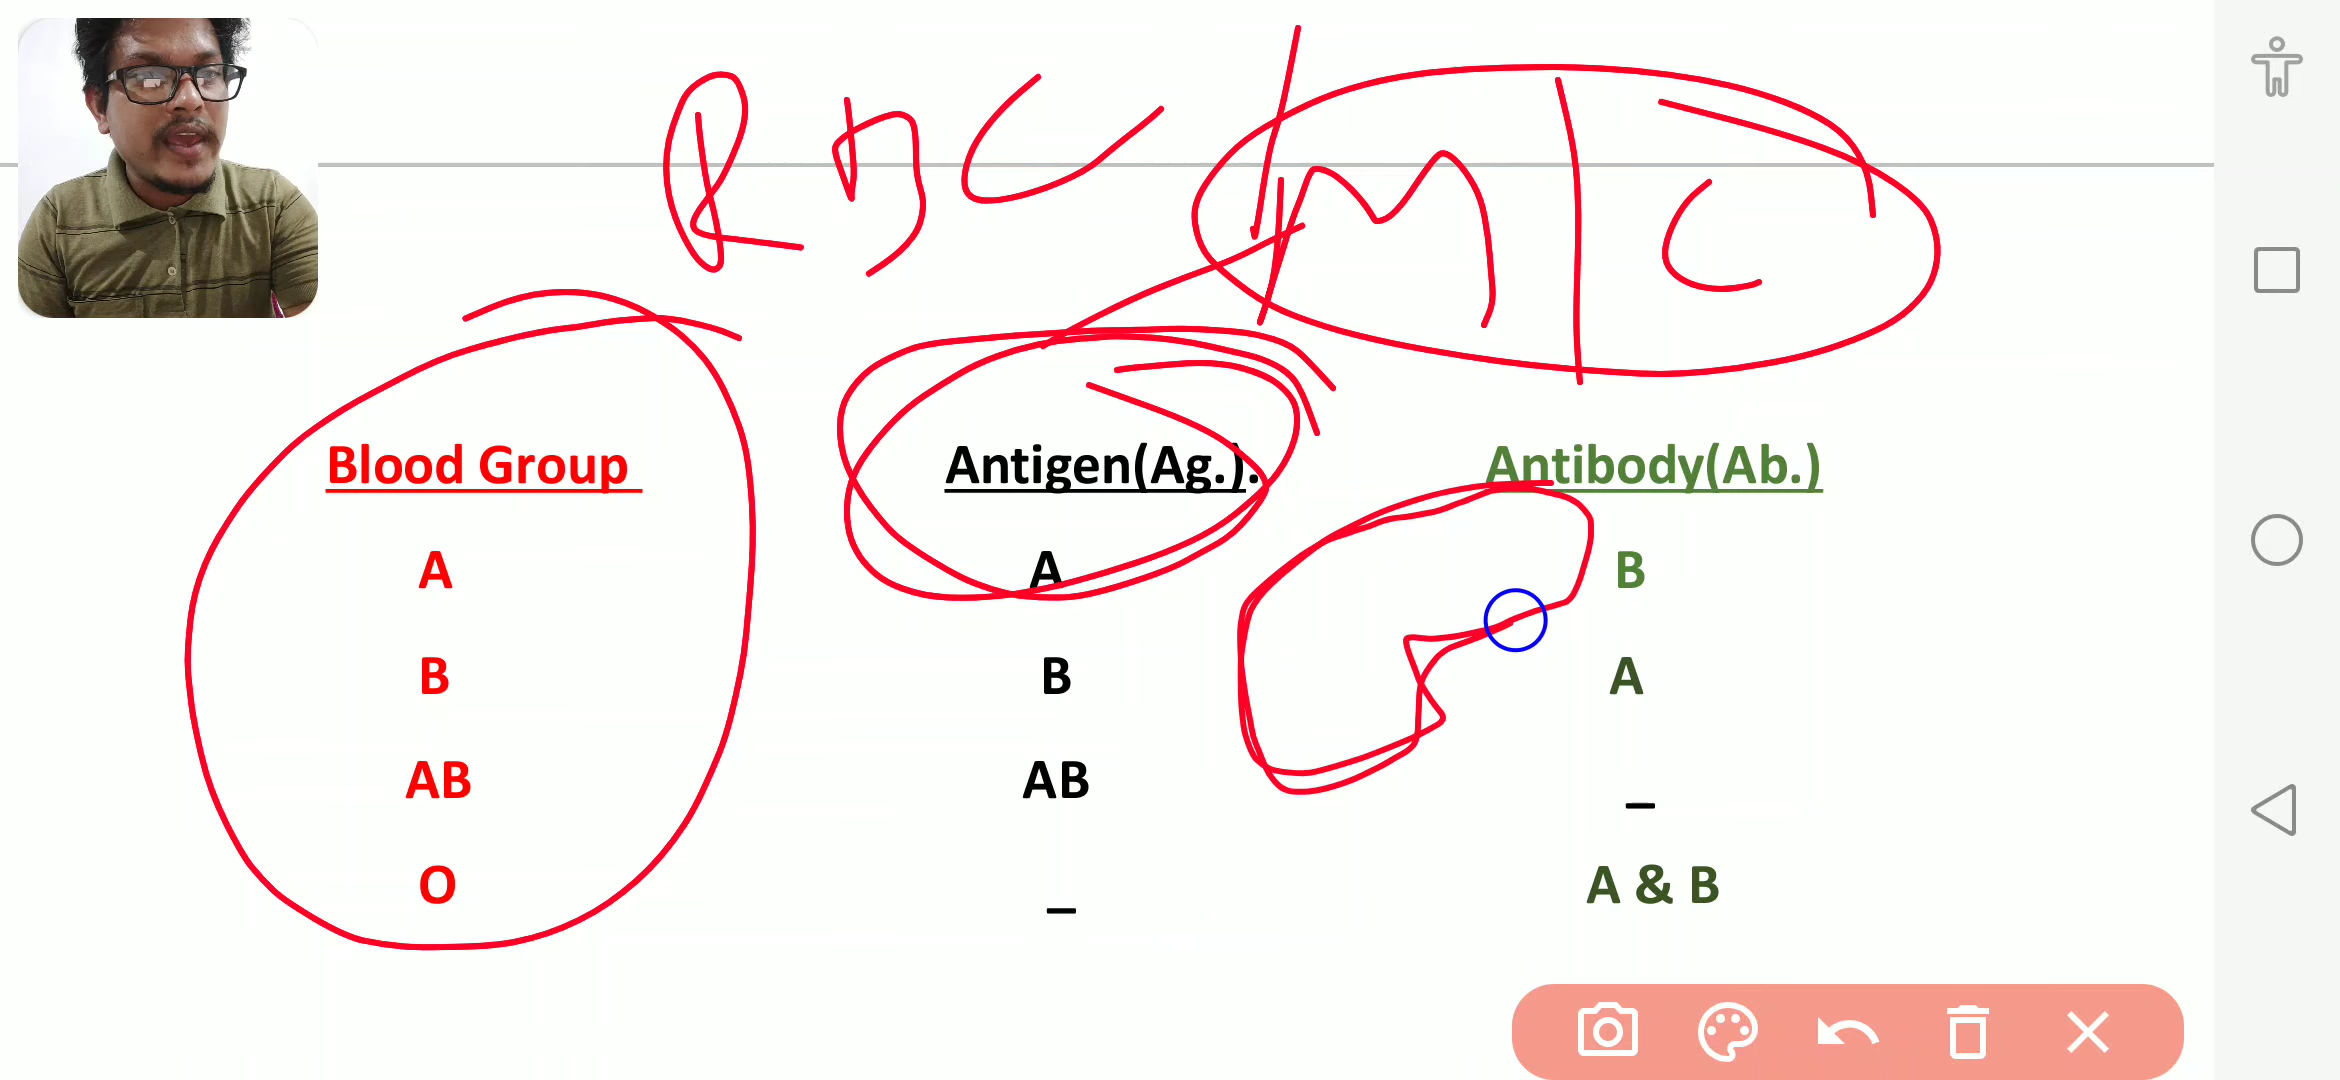 RBC M C
Blood Group Antigen(Ag.). Antibody(Ab.)
A A B
B B A
AB AB _
O _ A & B